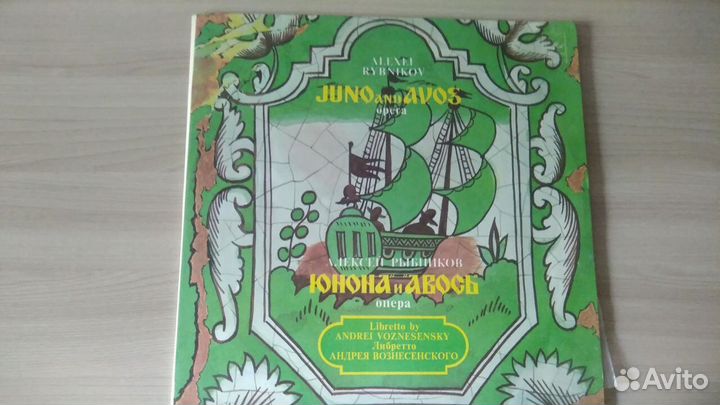 ALEXEI
RYBNIKOV
JUNO AND AVOS
opera
АЛЕКСЕЙ РЫБНИКОВ
ЮНОНА и АВОСЬ
опера
Libretto by
ANDREI VOZNESENSKY
Либретто
АНДРЕЯ ВОЗНЕСЕНСКОГО
Avito